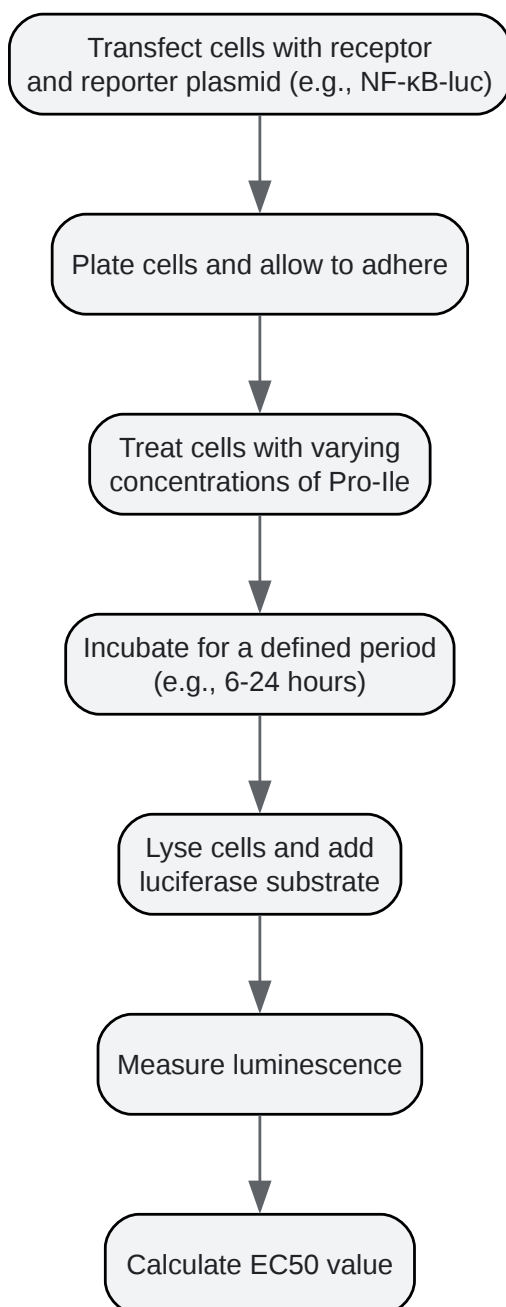 Transfect cells with receptor
and reporter plasmid (e.g., NF-κB-luc)
Plate cells and allow to adhere
Treat cells with varying
concentrations of Pro-Ile
Incubate for a defined period
(e.g., 6-24 hours)
Lyse cells and add
luciferase substrate
Measure luminescence
Calculate EC50 value